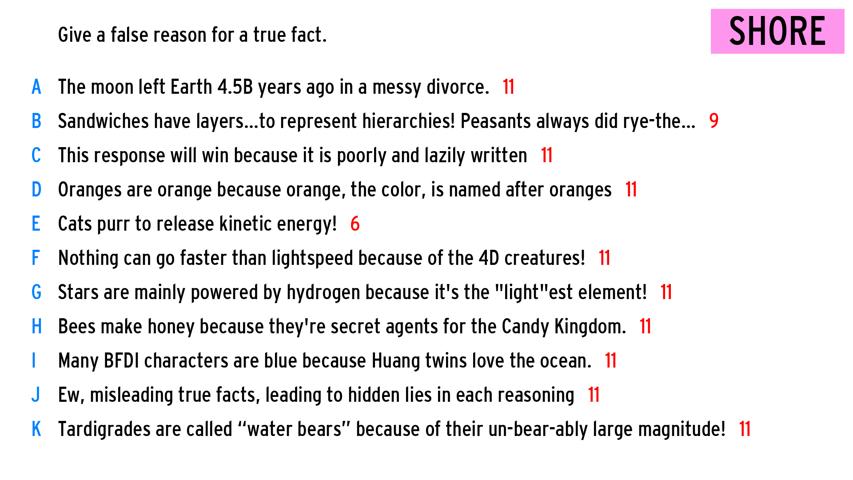 Give a false reason for a true fact.
SHORE
A The moon left Earth 4.5B years ago in a messy divorce. 11
B Sandwiches have layers...to represent hierarchies! Peasants always did rye-the... 9
C This response will win because it is poorly and lazily written 11
D Oranges are orange because orange, the color, is named after oranges 11
E Cats purr to release kinetic energy! 6
F Nothing can go faster than lightspeed because of the 4D creatures! 11
G Stars are mainly powered by hydrogen because it's the "light"est element! 11
H Bees make honey because they're secret agents for the Candy Kingdom. 11
I Many BFDI characters are blue because Huang twins love the ocean. 11
J Ew, misleading true facts, leading to hidden lies in each reasoning 11
K Tardigrades are called “water bears” because of their un-bear-ably large magnitude! 11